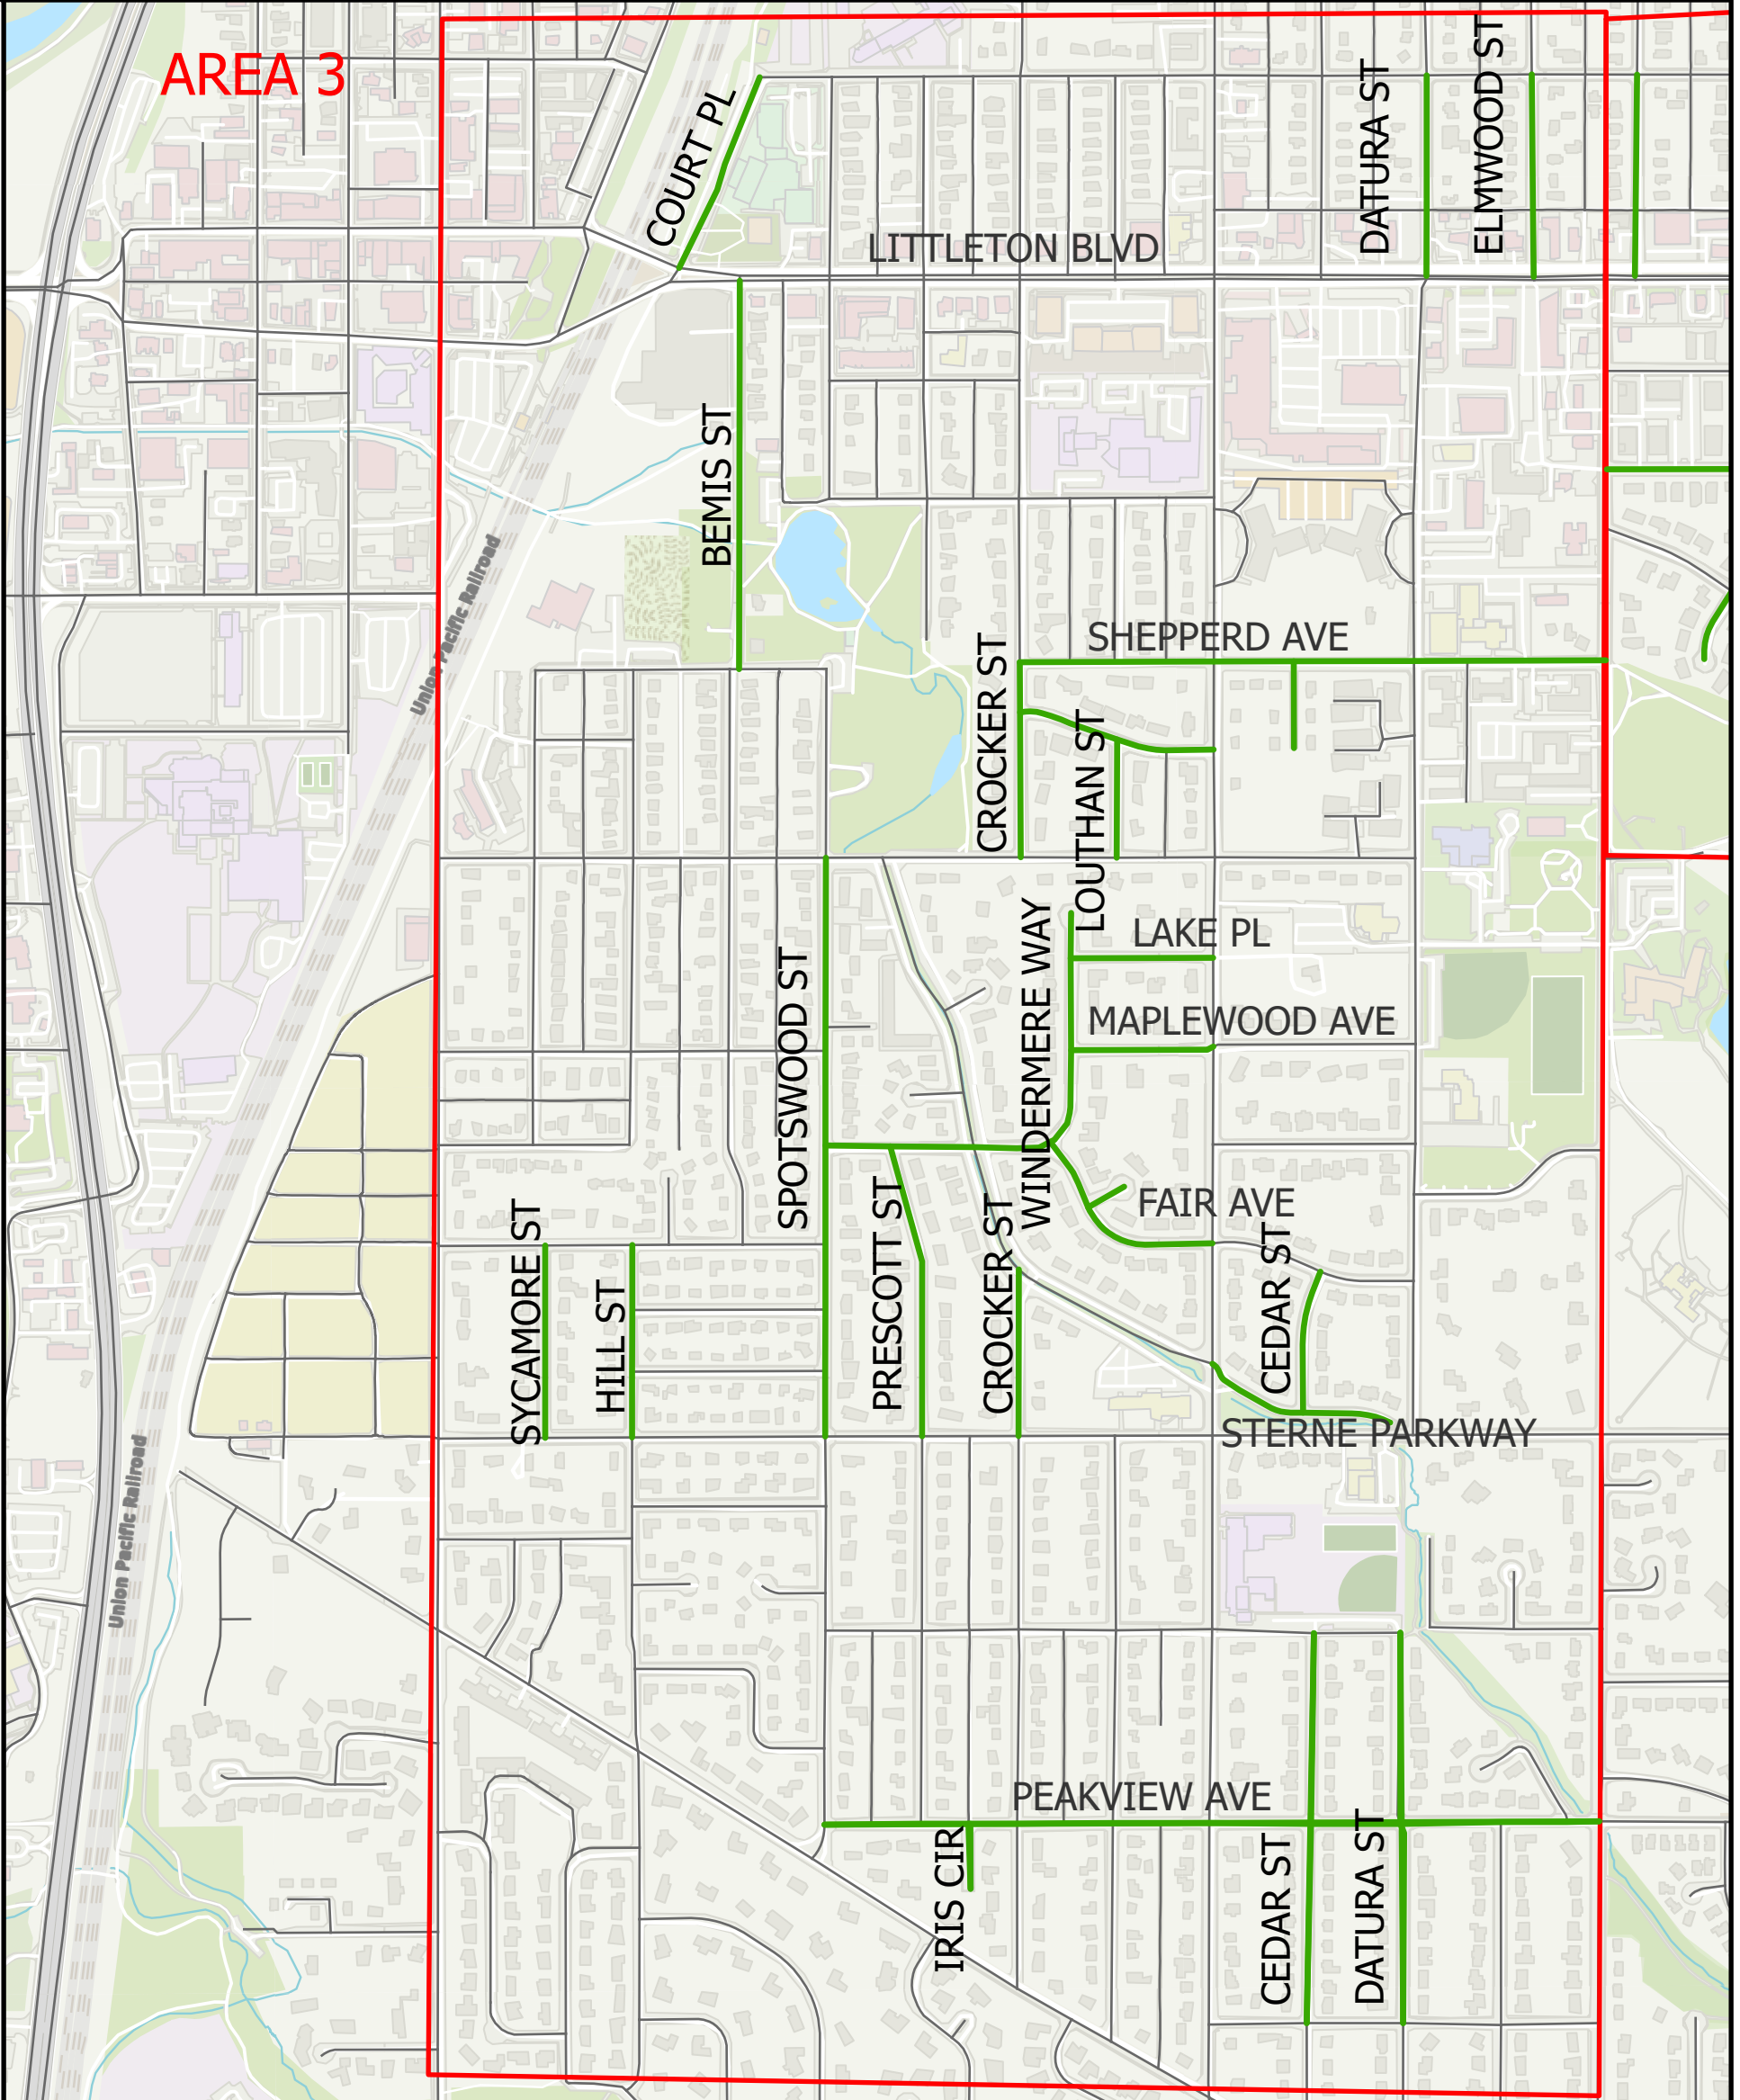 AREA 3
COURT PL
DATURA ST
ELMWOOD ST
LITTLETON BLVD
BEMIS ST
Union Pacific Railroad
SHEPPERD AVE
CROCKER ST
LOUTHAN ST
LAKE PL
WINDERMERE WAY
MAPLEWOOD AVE
SPOTSWOOD ST
FAIR AVE
PRESCOTT ST
CROCKER ST
CEDAR ST
SYCAMORE ST
HILL ST
STERNE PARKWAY
Union Pacific Railroad
PEAKVIEW AVE
IRIS CIR
CEDAR ST
DATURA ST